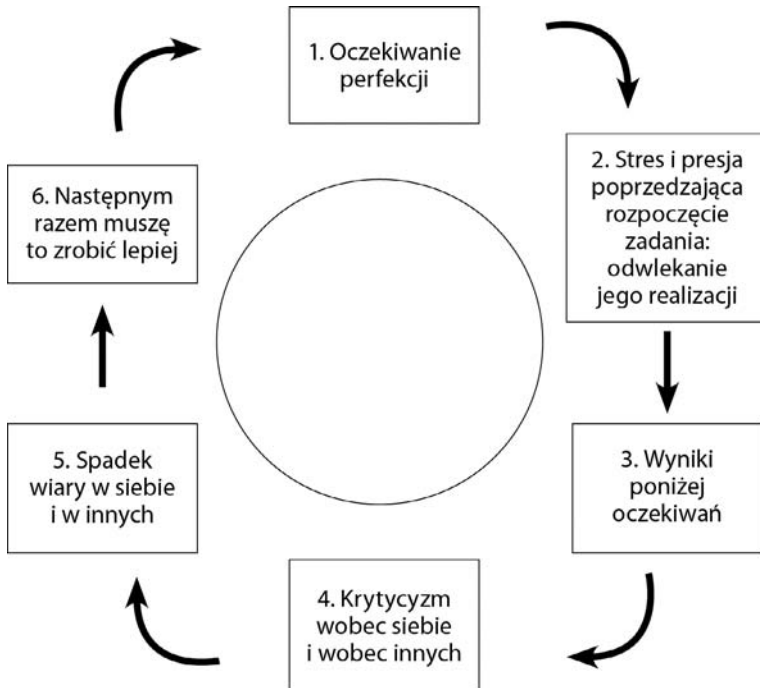 1. Oczekiwanie
perfekcji
2. Stres i presja
poprzedzająca
rozpoczęcie
zadania:
odwlekanie
jego realizacji
3. Wyniki
poniżej
oczekiwań
4. Krytycyzm
wobec siebie
i wobec innych
5. Spadek
wiary w siebie
i w innych
6. Następnym
razem muszę
to zrobić lepiej